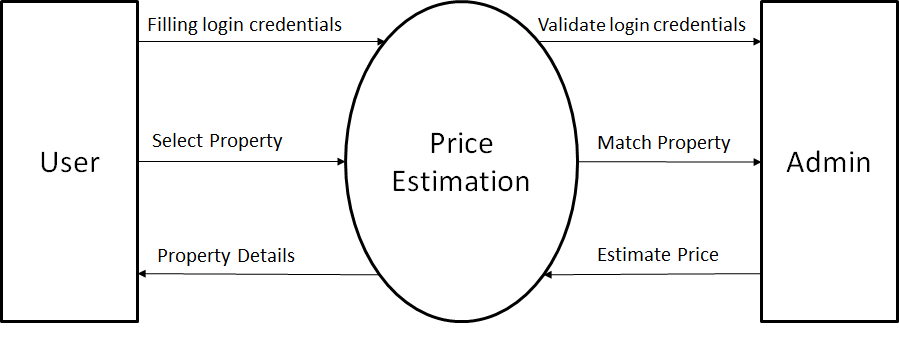 Filling login credentials
Validate login credentials
Select Property
Match Property
User
Price
Estimation
Admin
Property Details
Estimate Price